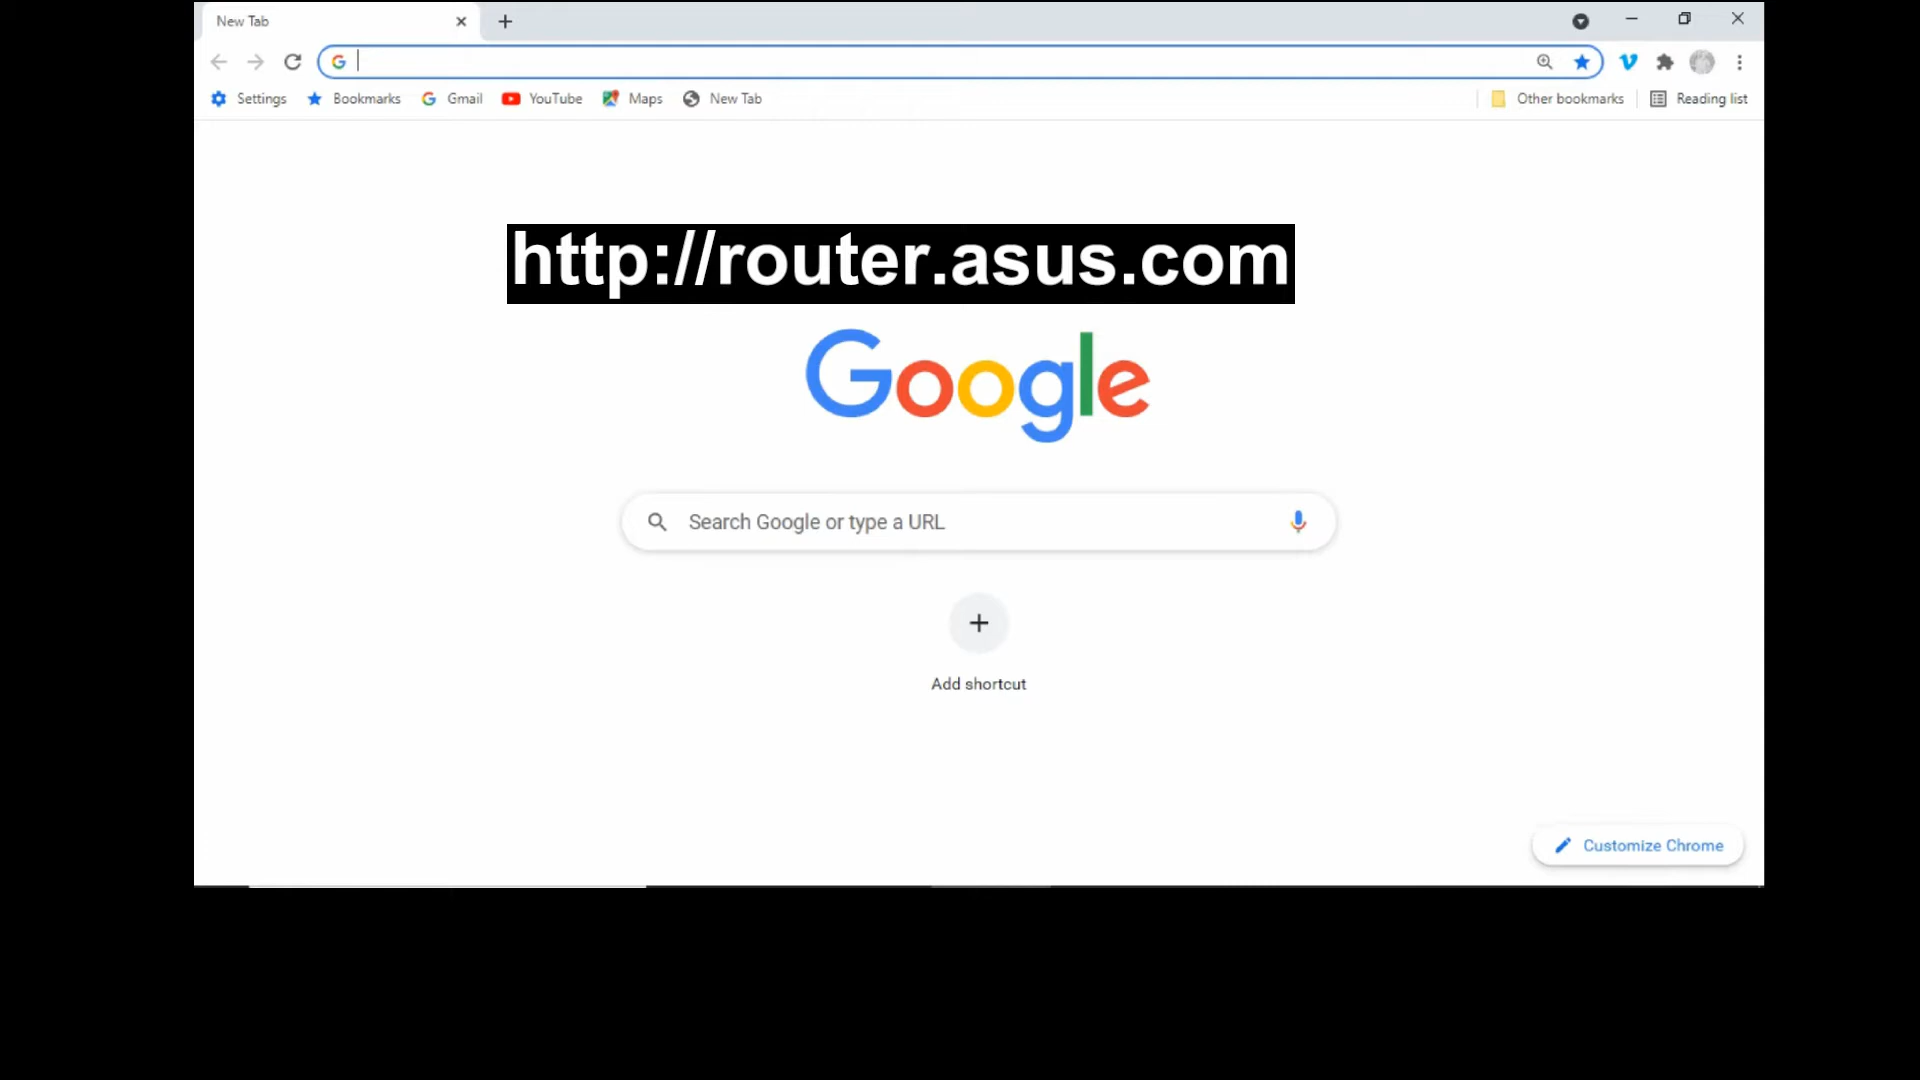 New Tab
Settings Bookmarks Gmail YouTube Maps New Tab Other bookmarks Reading list
http://router.asus.com
Google
Search Google or type a URL
Add shortcut
Customize Chrome